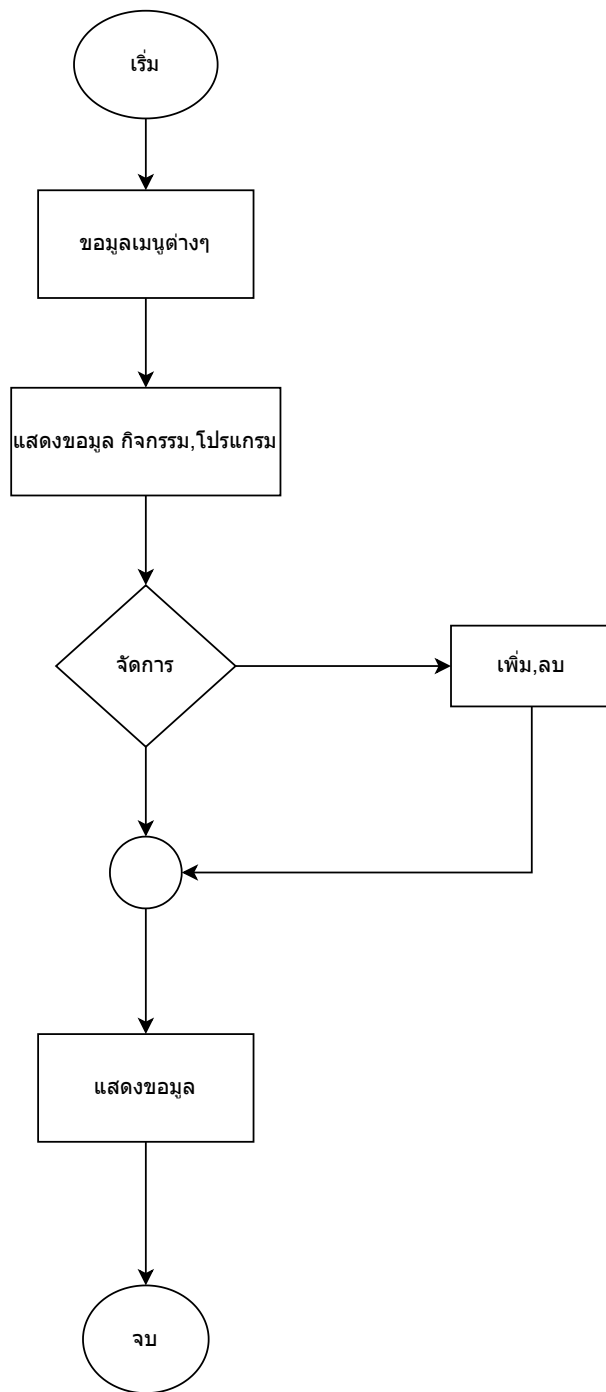 เริ่ม
ขอมูลเมนูต่างๆ
แสดงขอมูล กิจกรรม,โปรแกรม
จัดการ
เพิ่ม,ลบ
แสดงขอมูล
จบ